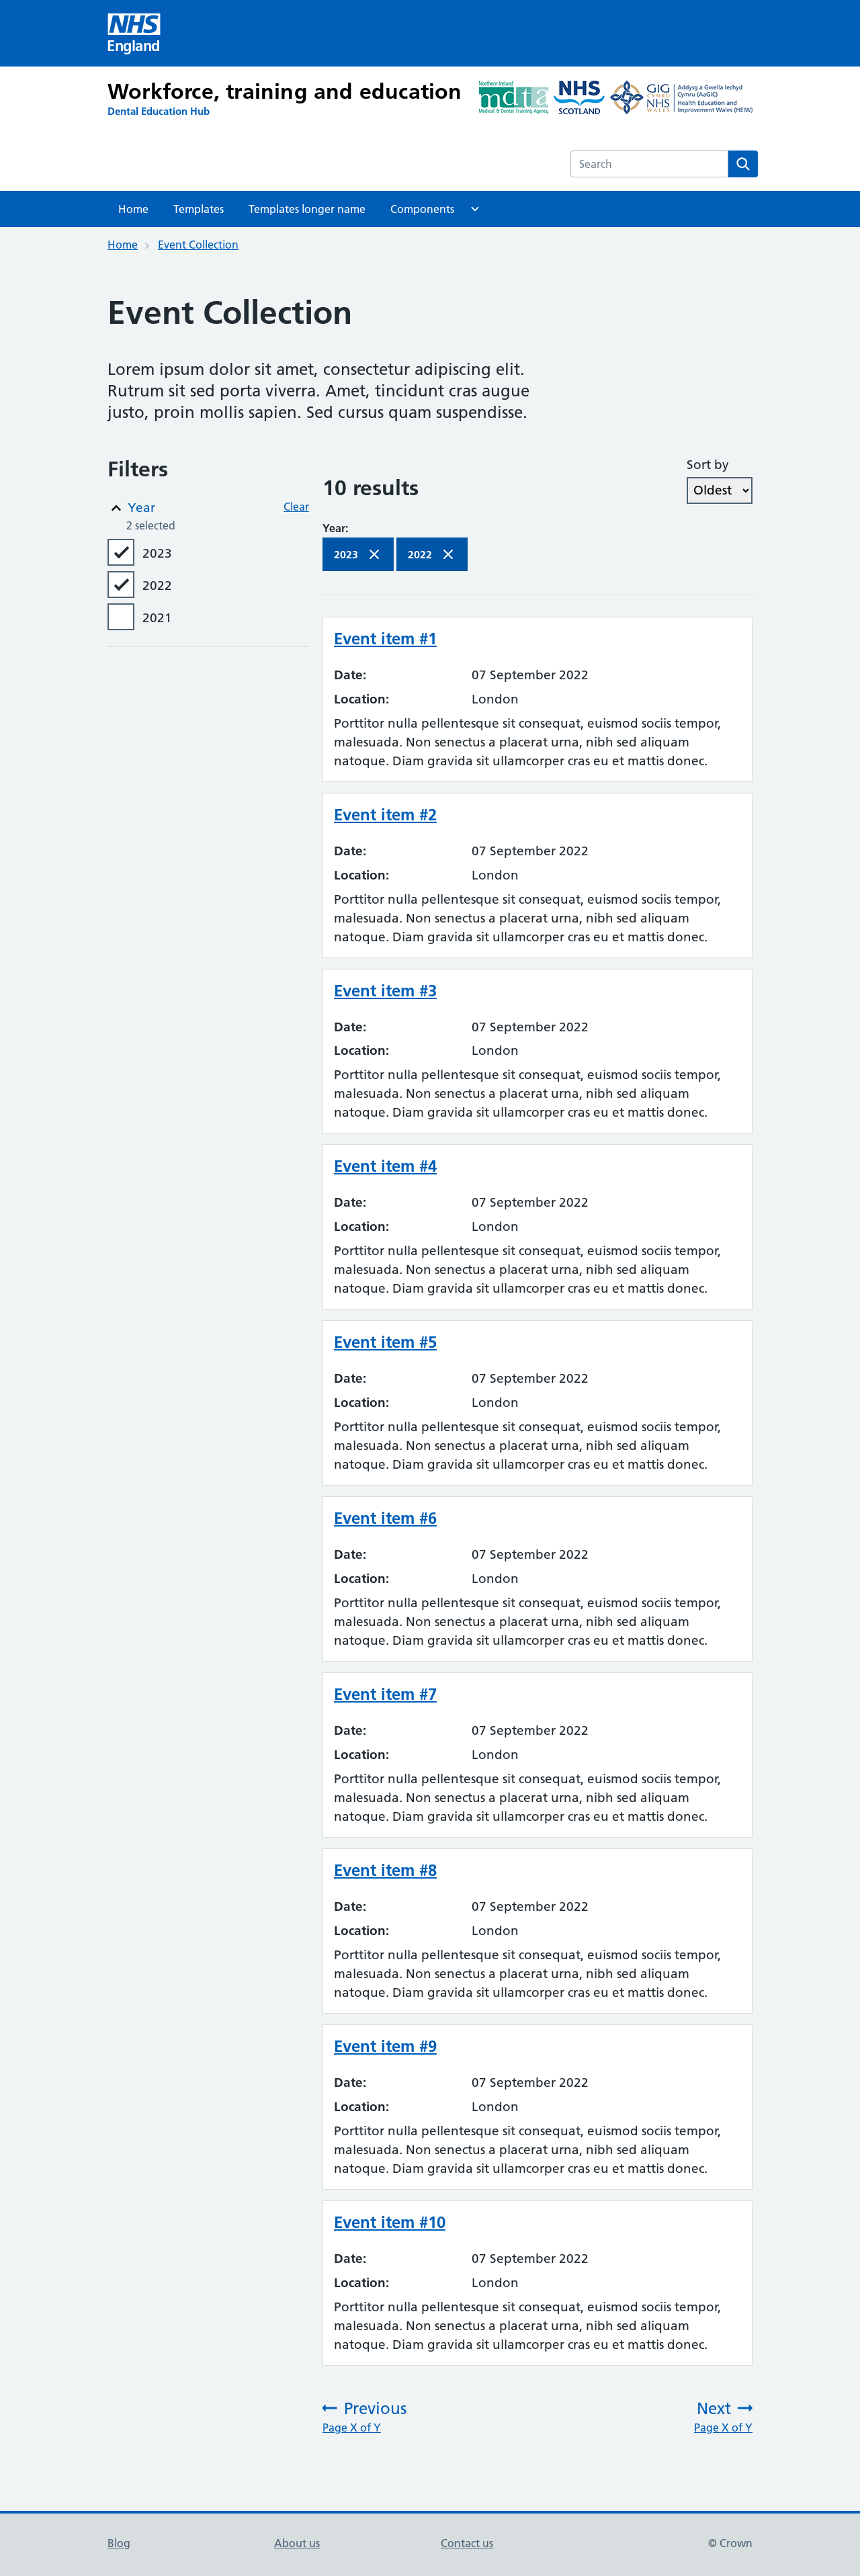 NHS
England
Workforce, training and education
Dental Education Hub
Northern Ireland
mdta
Medical & Dental Training Agency
NHS
SCOTLAND
GIG
CYMRU
NHS
WALES
Addysg a Gwella Iechyd
Cymru (AaGIC)
Health Education and
Improvement Wales (HEIW)
Search
Home
Templates
Templates longer name
Components
Home
Event Collection
Event Collection
Lorem ipsum dolor sit amet, consectetur adipiscing elit.
Rutrum sit sed porta viverra. Amet, tincidunt cras augue
justo, proin mollis sapien. Sed cursus quam suspendisse.
Filters
Year
Clear
2 selected
2023
2022
2021
10 results
Sort by
Oldest
Year:
2023
2022
Event item #1
Date: 07 September 2022
Location: London
Porttitor nulla pellentesque sit consequat, euismod sociis tempor,
malesuada. Non senectus a placerat urna, nibh sed aliquam
natoque. Diam gravida sit ullamcorper cras eu et mattis donec.
Event item #2
Date: 07 September 2022
Location: London
Porttitor nulla pellentesque sit consequat, euismod sociis tempor,
malesuada. Non senectus a placerat urna, nibh sed aliquam
natoque. Diam gravida sit ullamcorper cras eu et mattis donec.
Event item #3
Date: 07 September 2022
Location: London
Porttitor nulla pellentesque sit consequat, euismod sociis tempor,
malesuada. Non senectus a placerat urna, nibh sed aliquam
natoque. Diam gravida sit ullamcorper cras eu et mattis donec.
Event item #4
Date: 07 September 2022
Location: London
Porttitor nulla pellentesque sit consequat, euismod sociis tempor,
malesuada. Non senectus a placerat urna, nibh sed aliquam
natoque. Diam gravida sit ullamcorper cras eu et mattis donec.
Event item #5
Date: 07 September 2022
Location: London
Porttitor nulla pellentesque sit consequat, euismod sociis tempor,
malesuada. Non senectus a placerat urna, nibh sed aliquam
natoque. Diam gravida sit ullamcorper cras eu et mattis donec.
Event item #6
Date: 07 September 2022
Location: London
Porttitor nulla pellentesque sit consequat, euismod sociis tempor,
malesuada. Non senectus a placerat urna, nibh sed aliquam
natoque. Diam gravida sit ullamcorper cras eu et mattis donec.
Event item #7
Date: 07 September 2022
Location: London
Porttitor nulla pellentesque sit consequat, euismod sociis tempor,
malesuada. Non senectus a placerat urna, nibh sed aliquam
natoque. Diam gravida sit ullamcorper cras eu et mattis donec.
Event item #8
Date: 07 September 2022
Location: London
Porttitor nulla pellentesque sit consequat, euismod sociis tempor,
malesuada. Non senectus a placerat urna, nibh sed aliquam
natoque. Diam gravida sit ullamcorper cras eu et mattis donec.
Event item #9
Date: 07 September 2022
Location: London
Porttitor nulla pellentesque sit consequat, euismod sociis tempor,
malesuada. Non senectus a placerat urna, nibh sed aliquam
natoque. Diam gravida sit ullamcorper cras eu et mattis donec.
Event item #10
Date: 07 September 2022
Location: London
Porttitor nulla pellentesque sit consequat, euismod sociis tempor,
malesuada. Non senectus a placerat urna, nibh sed aliquam
natoque. Diam gravida sit ullamcorper cras eu et mattis donec.
Previous
Page X of Y
Next
Page X of Y
Blog
About us
Contact us
© Crown